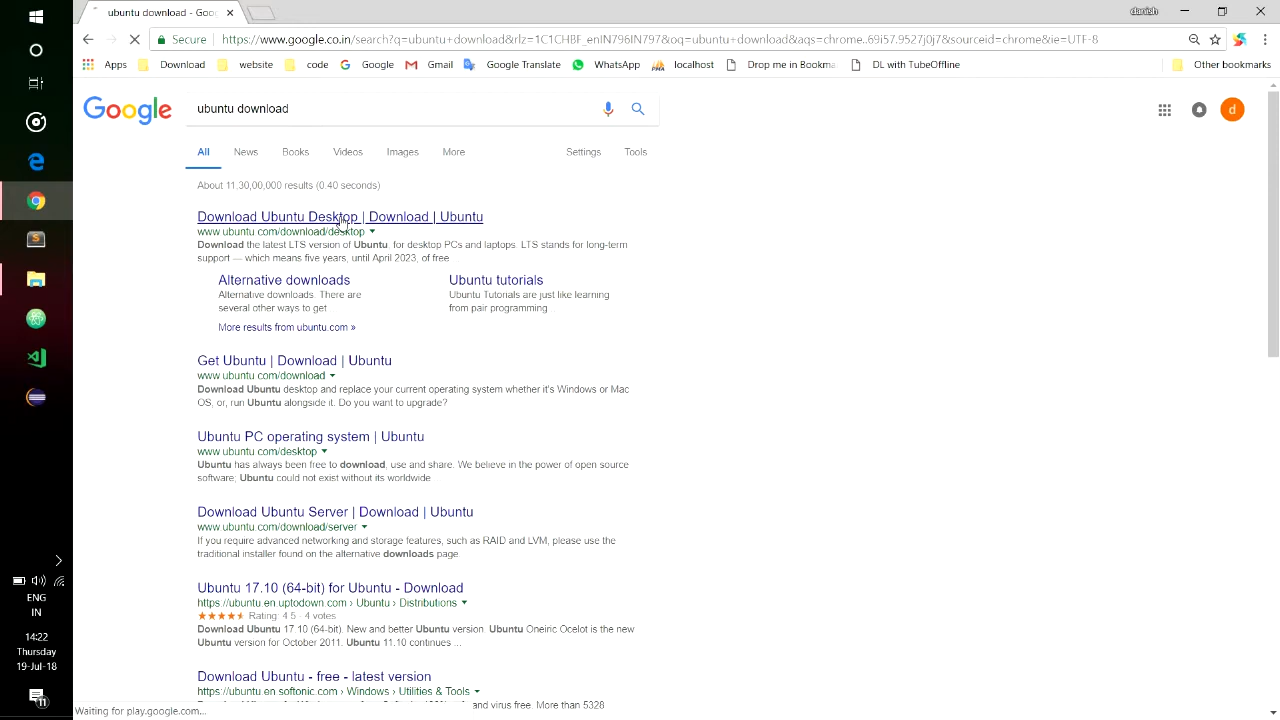 ubuntu download - Goo
danish
Secure
https://www.google.co.in/search?q=ubuntu+download&rlz=1C1CHBF_enIN796IN797&oq=ubuntu+download&aqs=chrome..69i57.9527j0j7&sourceid=chrome&ie=UTF-8
Apps Download website code Google Gmail Google Translate WhatsApp localhost Drop me in Bookma DL with TubeOffline Other bookmarks
Google
ubuntu download
d
All News Books Videos Images More Settings Tools
About 11,30,00,000 results (0.40 seconds)
Download Ubuntu Desktop | Download | Ubuntu
www.ubuntu.com/download/desktop
Download the latest LTS version of Ubuntu, for desktop PCs and laptops. LTS stands for long-term
support — which means five years, until April 2023, of free
Alternative downloads
Alternative downloads. There are
several other ways to get
Ubuntu tutorials
Ubuntu Tutorials are just like learning
from pair programming ...
More results from ubuntu.com »
Get Ubuntu | Download | Ubuntu
www.ubuntu.com/download
Download Ubuntu desktop and replace your current operating system whether it's Windows or Mac
OS, or, run Ubuntu alongside it. Do you want to upgrade?
Ubuntu PC operating system | Ubuntu
www.ubuntu.com/desktop
Ubuntu has always been free to download, use and share. We believe in the power of open source
software; Ubuntu could not exist without its worldwide
Download Ubuntu Server | Download | Ubuntu
www.ubuntu.com/download/server
If you require advanced networking and storage features, such as RAID and LVM, please use the
traditional installer found on the alternative downloads page.
Ubuntu 17.10 (64-bit) for Ubuntu - Download
https://ubuntu.en.uptodown.com › Ubuntu › Distributions
Rating: 4.5 - 4 votes
Download Ubuntu 17.10 (64-bit). New and better Ubuntu version. Ubuntu Oneiric Ocelot is the new
Ubuntu version for October 2011. Ubuntu 11.10 continues ...
Download Ubuntu - free - latest version
https://ubuntu.en.softonic.com › Windows › Utilities & Tools
and virus free. More than 5328
Waiting for play.google.com...
ENG
IN
14:22
Thursday
19-Jul-18
11